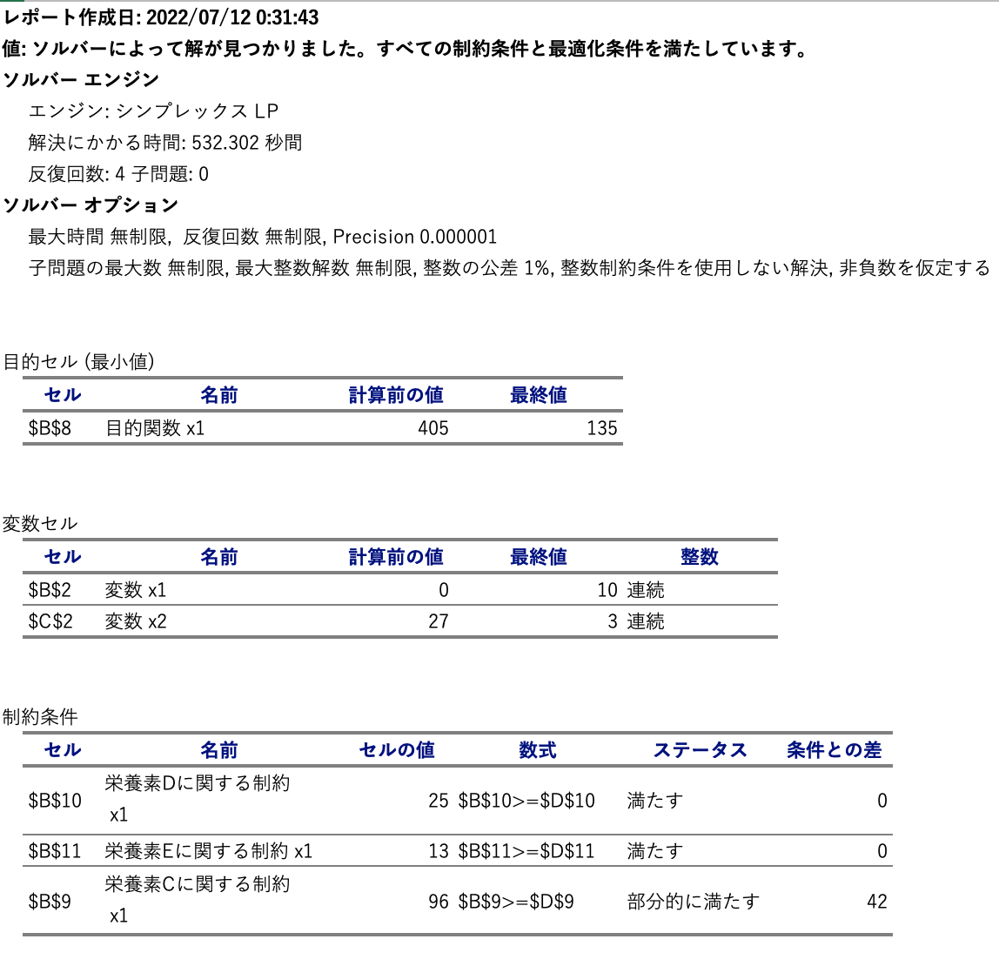 レポート作成日: 2022/07/12 0:31:43
値: ソルバーによって解が見つかりました。すべての制約条件と最適化条件を満たしています。
ソルバー エンジン
エンジン: シンプレックス LP
解決にかかる時間: 532.302 秒間
反復回数: 4 子問題: 0
ソルバー オプション
最大時間 無制限, 反復回数 無制限, Precision 0.000001
子問題の最大数 無制限, 最大整数解数 無制限, 整数の公差 1%, 整数制約条件を使用しない解決, 非負数を仮定する
目的セル (最小値)
セル 名前 計算前の値 最終値
$B$8 目的関数 x1 405 135
変数セル
セル 名前 計算前の値 最終値 整数
$B$2 変数 x1 0 10 連続
$C$2 変数 x2 27 3 連続
制約条件
セル 名前 セルの値 数式 ステータス 条件との差
栄養素Dに関する制約
$B$10 25 $B$10>=$D$10 満たす 0
x1
$B$11 栄養素Eに関する制約 x1 13 $B$11>=$D$11 満たす 0
栄養素Cに関する制約
$B$9 96 $B$9>=$D$9 部分的に満たす 42
x1